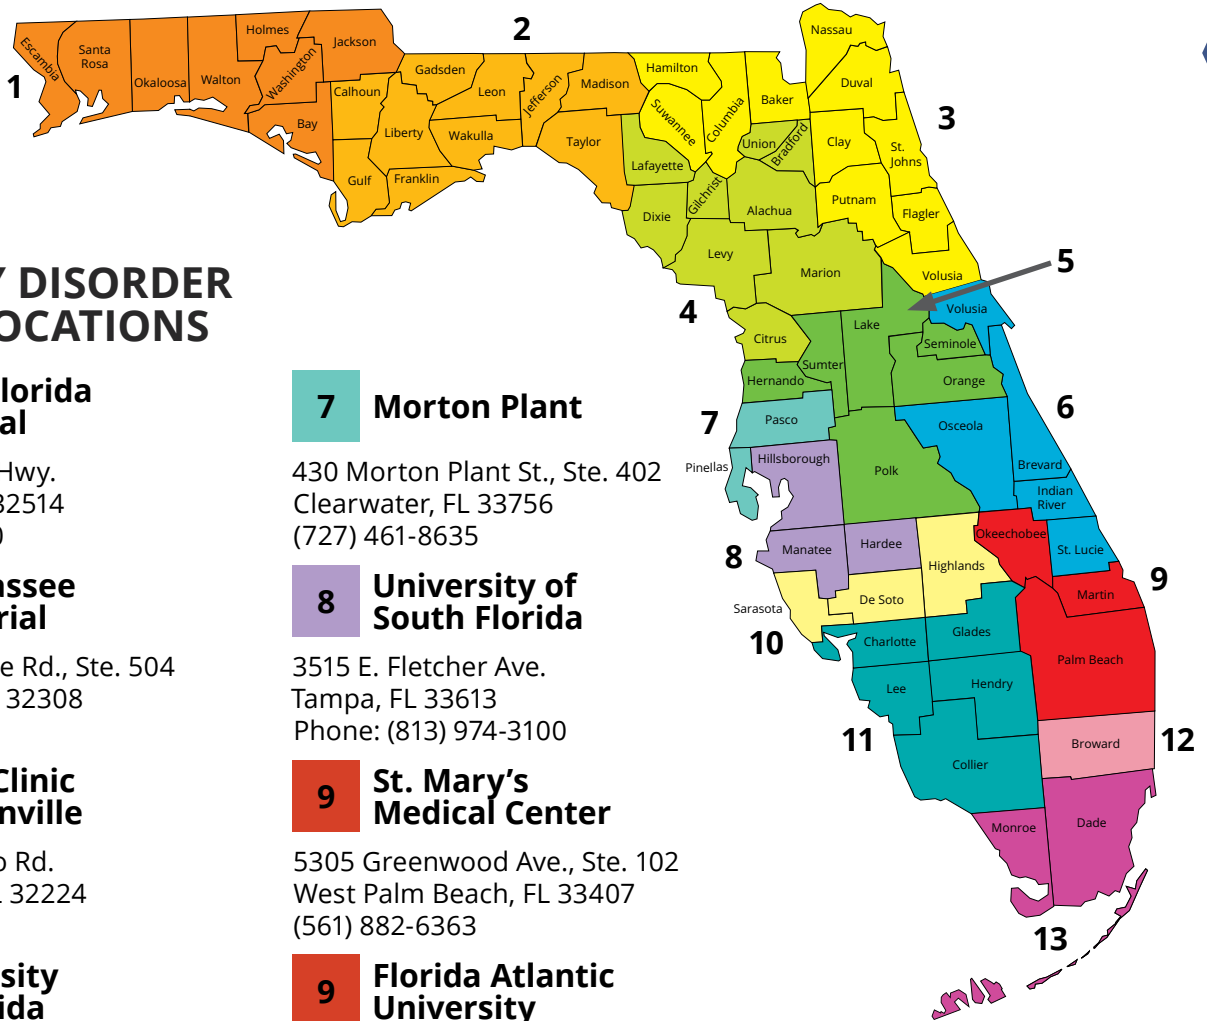 1
2
3
4
5
6
7
8
9
10
11
12
13
Escambia
Santa
Rosa
Okaloosa
Walton
Holmes
Washington
Jackson
Bay
Calhoun
Gulf
Gadsden
Liberty
Franklin
Leon
Wakulla
Jefferson
Madison
Taylor
Hamilton
Suwannee
Columbia
Baker
Nassau
Duval
Clay
St.
Johns
Putnam
Flagler
Volusia
Lafayette
Union
Bradford
Gilchrist
Dixie
Alachua
Levy
Marion
Citrus
Lake
Sumter
Hernando
Seminole
Orange
Polk
Volusia
Osceola
Brevard
Indian
River
St. Lucie
Pasco
Pinellas
Hillsborough
Manatee
Hardee
Highlands
De Soto
Sarasota
Okeechobee
Martin
Palm Beach
Charlotte
Glades
Lee
Hendry
Collier
Broward
Monroe
Dade
Y DISORDER
OCATIONS
lorida
al
Hwy.
32514
0
assee
rial
e Rd., Ste. 504
32308
Clinic
nville
o Rd.
L 32224
sity
ida
7 Morton Plant
430 Morton Plant St., Ste. 402
Clearwater, FL 33756
(727) 461-8635
8 University of
South Florida
3515 E. Fletcher Ave.
Tampa, FL 33613
Phone: (813) 974-3100
9 St. Mary's
Medical Center
5305 Greenwood Ave., Ste. 102
West Palm Beach, FL 33407
(561) 882-6363
9 Florida Atlantic
University